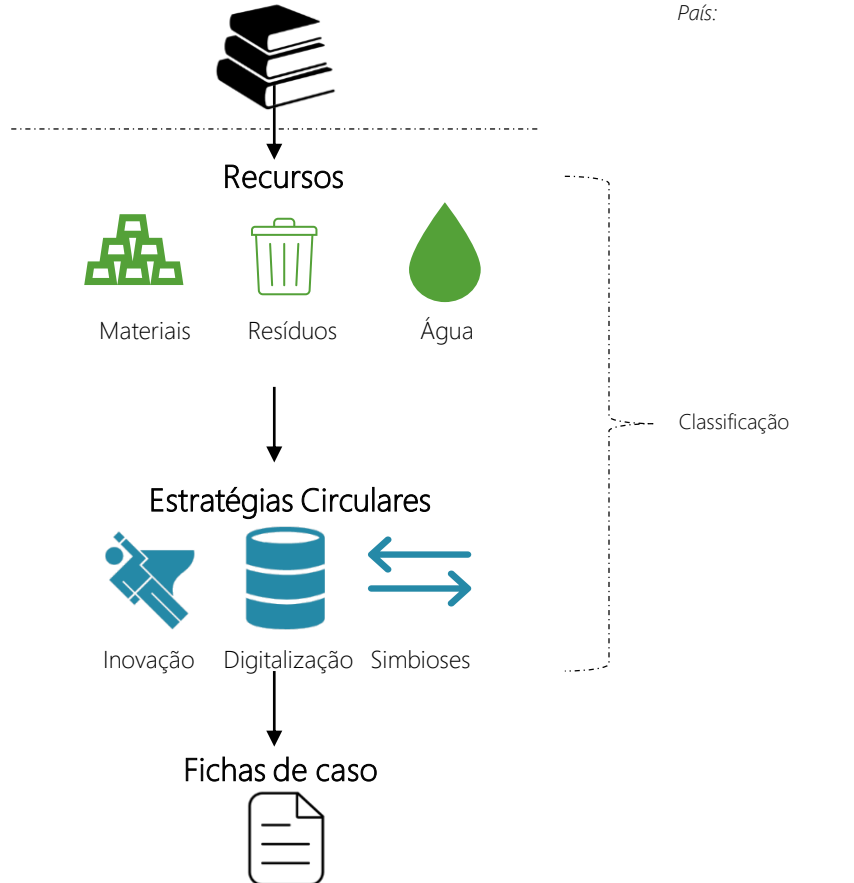 País:
Recursos
Materiais Resíduos Água
Classificação
Estratégias Circulares
Inovação Digitalização Simbioses
Fichas de caso